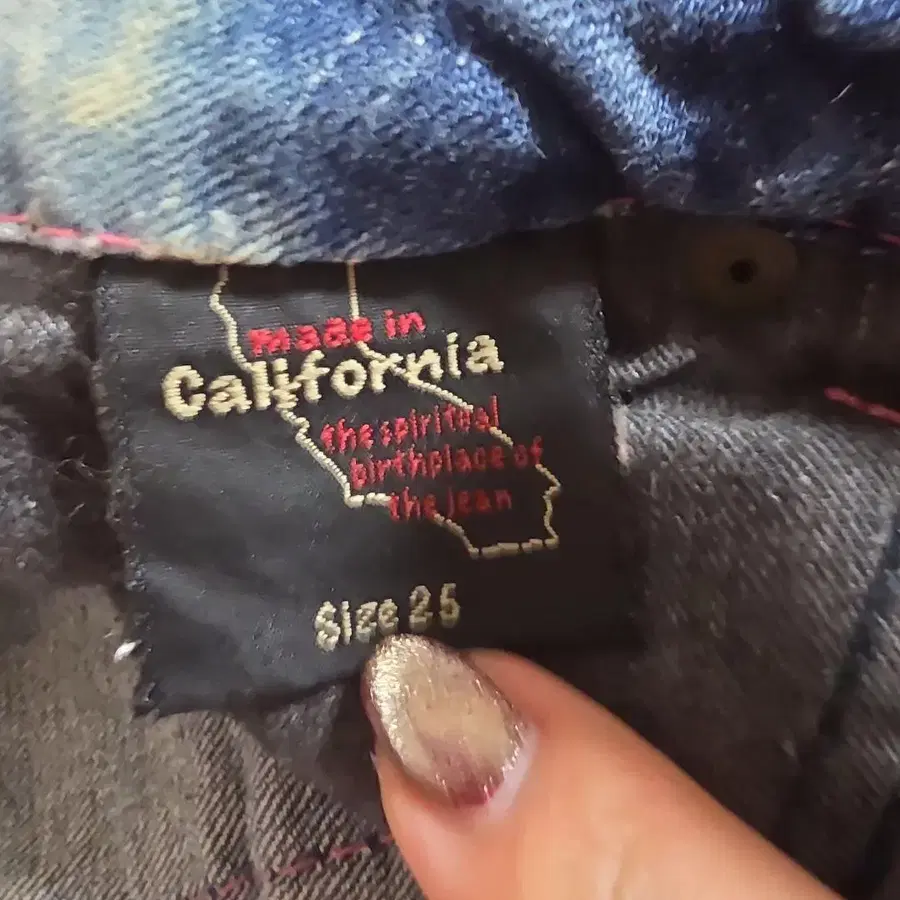 made in
California
the spiritual
birthplace of
the jean
Size 25